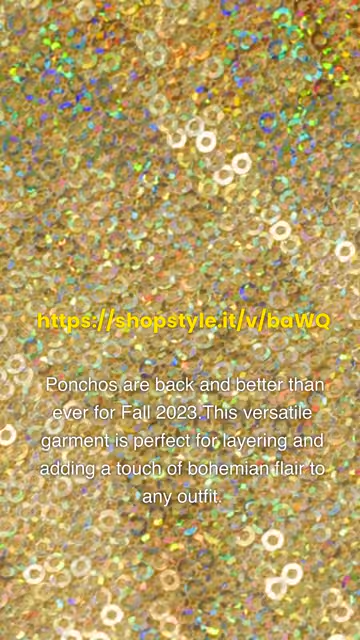 https://shopstyle.it/v/baWQ
Ponchos are back and better than
ever for Fall 2023.This versatile
garment is perfect for layering and
adding a touch of bohemian flair to
any outfit.